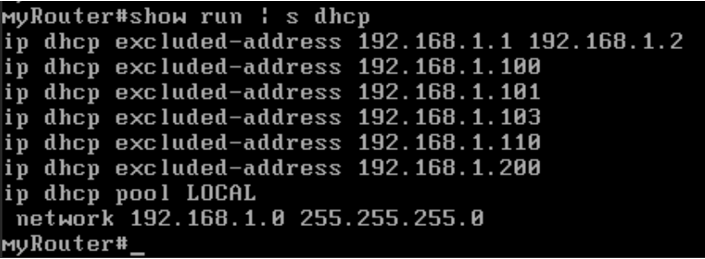 myRouter#show run | s dhcp
ip dhcp excluded-address 192.168.1.1 192.168.1.2
ip dhcp excluded-address 192.168.1.100
ip dhcp excluded-address 192.168.1.101
ip dhcp excluded-address 192.168.1.103
ip dhcp excluded-address 192.168.1.110
ip dhcp excluded-address 192.168.1.200
ip dhcp pool LOCAL
 network 192.168.1.0 255.255.255.0
myRouter#_